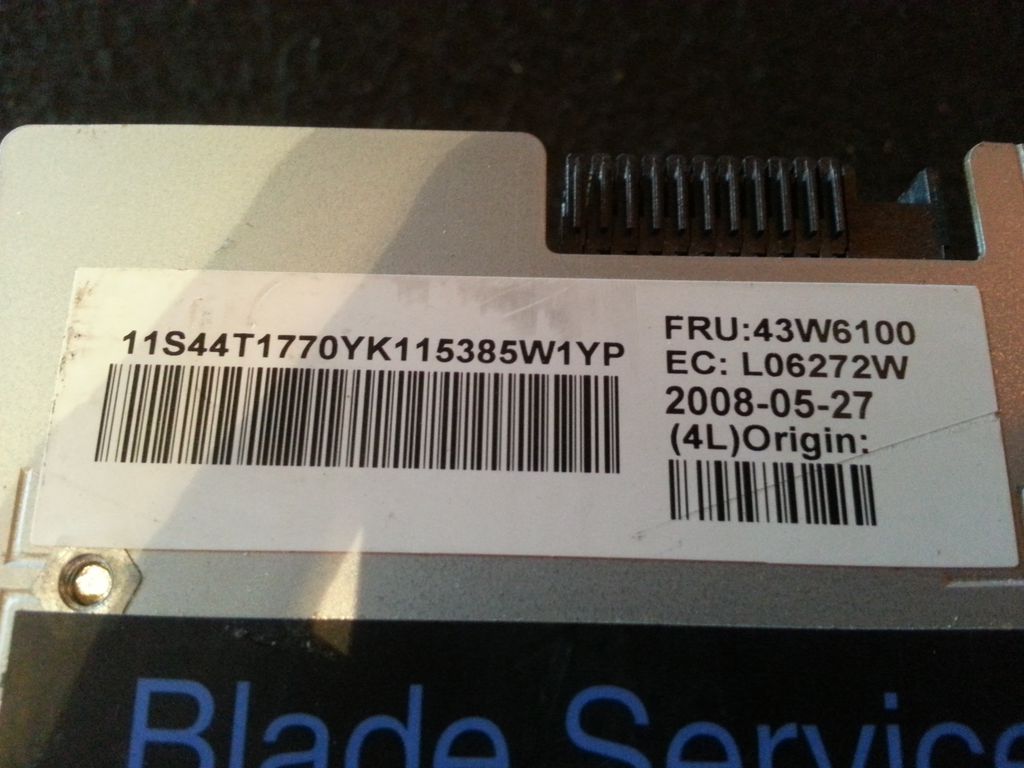 11S44T1770YK115385W1YP
FRU:43W6100
EC: L06272W
2008-05-27
(4L)Origin:
Blade Service